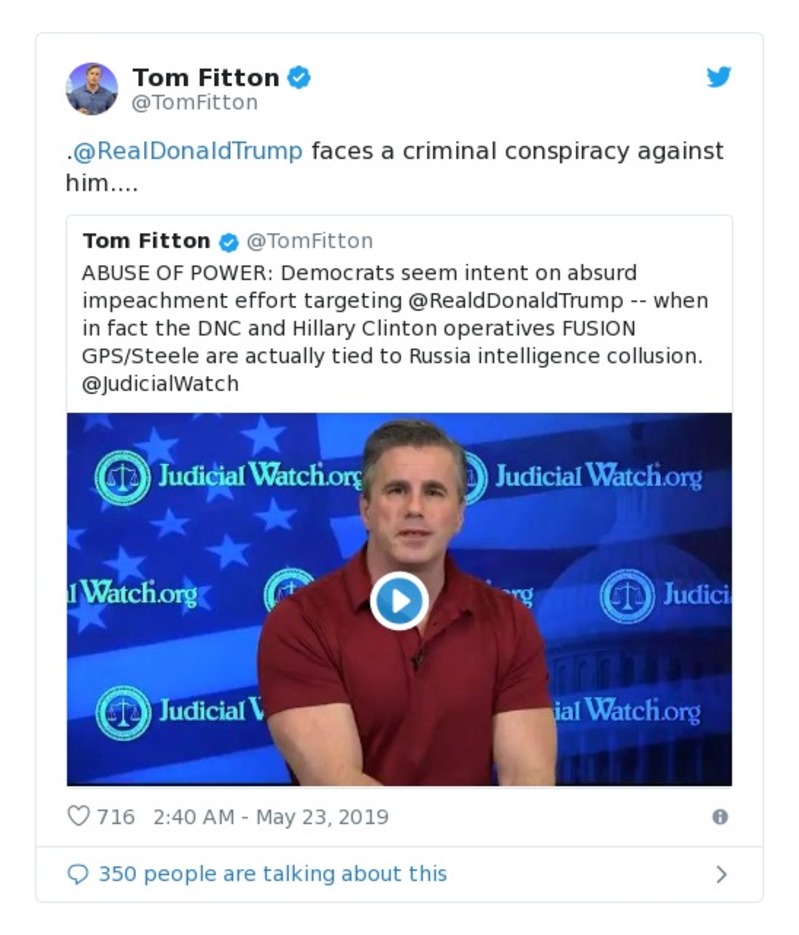 Tom Fitton
@TomFitton
.@RealDonaldTrump faces a criminal conspiracy against
him....
Tom Fitton @TomFitton
ABUSE OF POWER: Democrats seem intent on absurd
impeachment effort targeting @RealdDonaldTrump -- when
in fact the DNC and Hillary Clinton operatives FUSION
GPS/Steele are actually tied to Russia intelligence collusion.
@JudicialWatch
Judicial Watch.org
Judicial Watch.org
l Watch.org
org
Judici
Judicial W
ial Watch.org
716 2:40 AM - May 23, 2019
350 people are talking about this